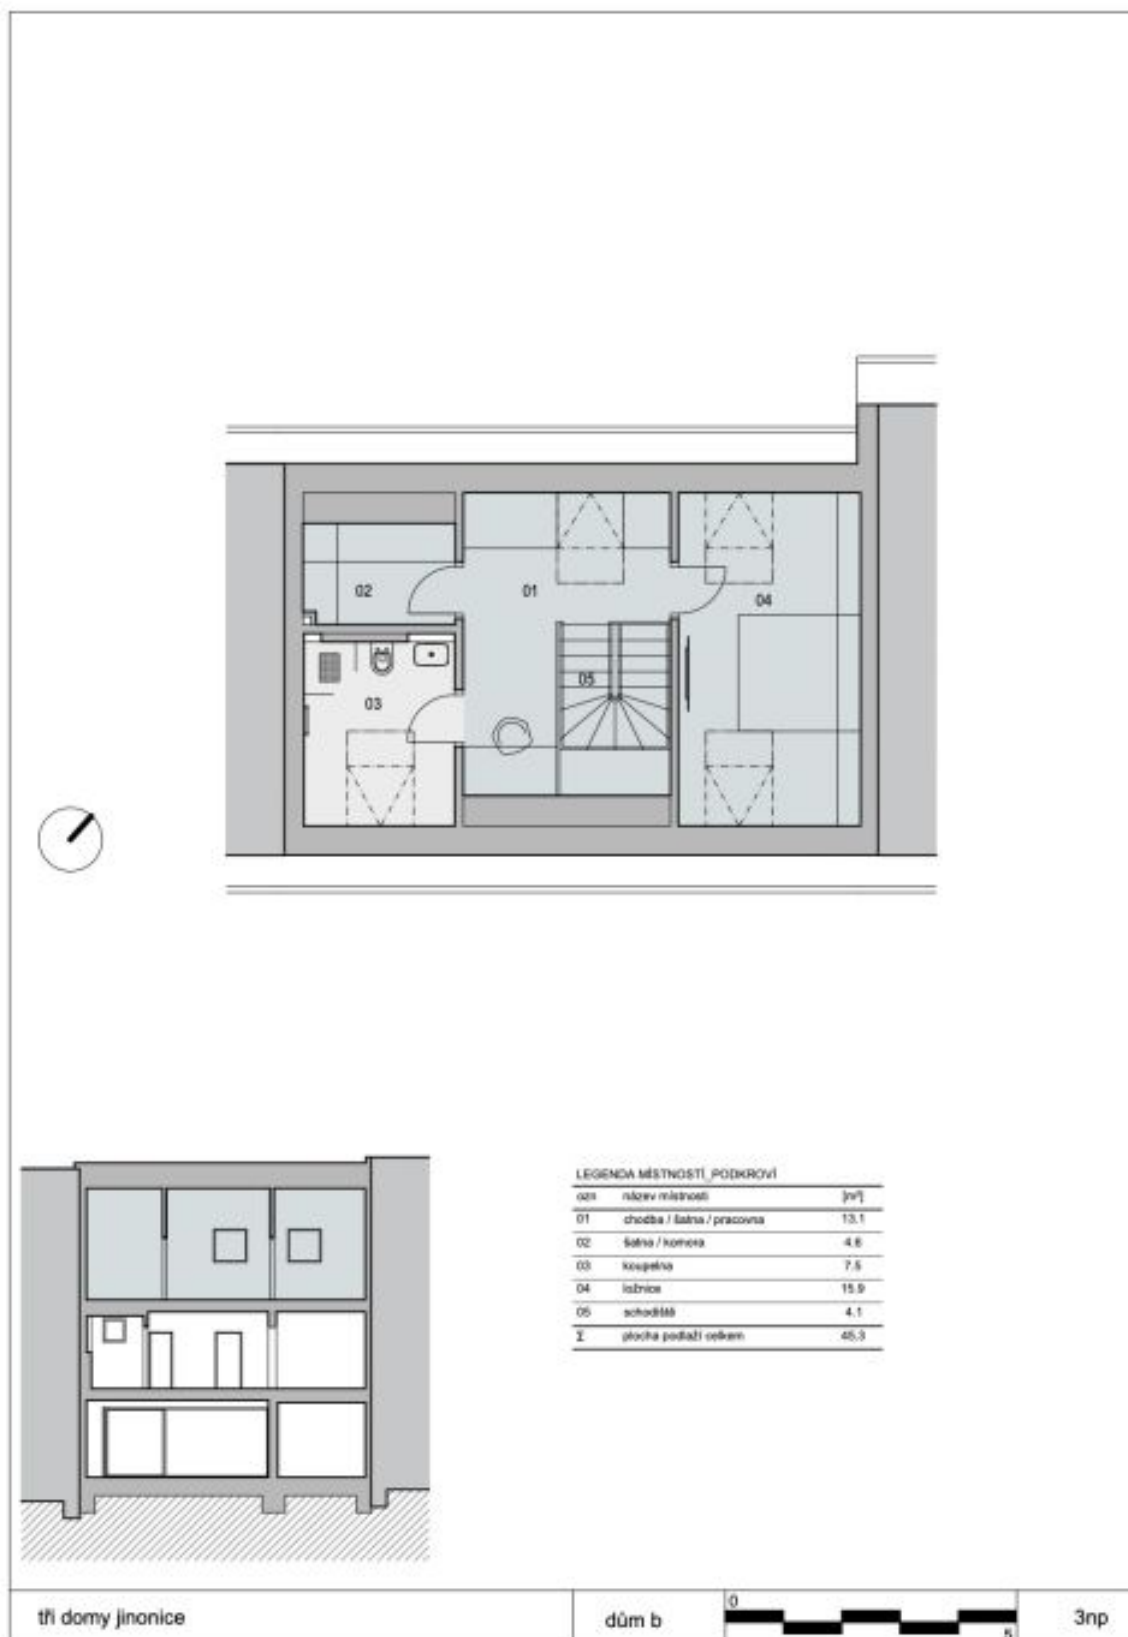 02
01
04
05
03
LEGENDA MÍSTNOSTÍ_PODKROVÍ
ozn název místnosti [m²]
01 chodba / šatna / pracovna 13.1
02 šatna / komora 4.6
03 koupelna 7.5
04 ložnice 15.9
05 schodiště 4.1
Σ plocha podlaží celkem 45.3
tři domy jinonice
dům b
0
5
3np